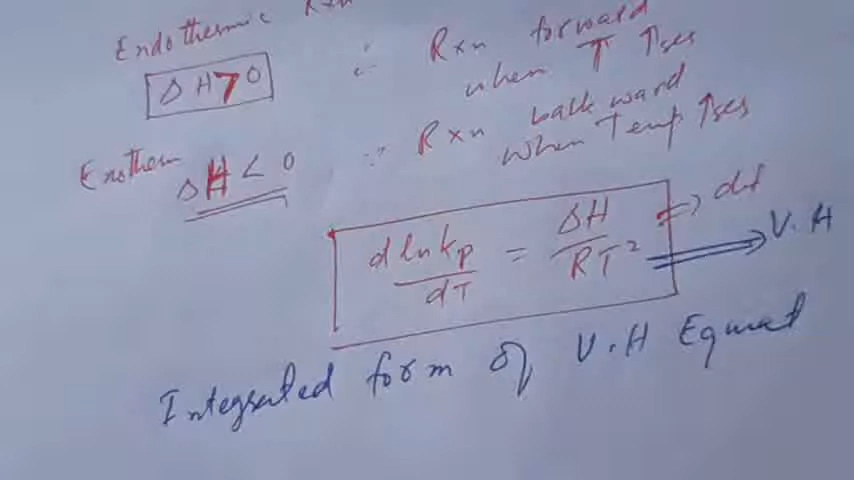 Endothermic Rxn
ΔH>0
∴ Rxn forward
when T ↑ses
Exotherm ΔH < 0
∵ Rxn backward
when Temp ↑ses
d ln kp / dT = ΔH / RT²
→ V.H
Integrated form of V.H Equat